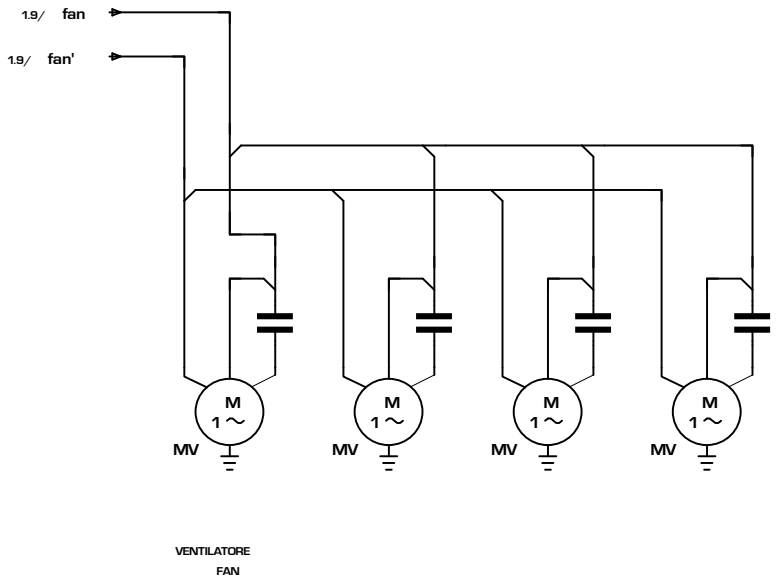 1.9/ fan
1.9/ fan'
M M M M
1～ 1～ 1～ 1～
MV MV MV MV
VENTILATORE
FAN